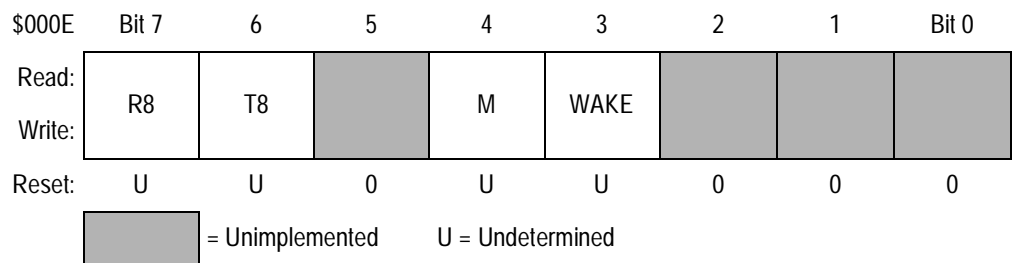 $000E Bit 7 6 5 4 3 2 1 Bit 0
Read:
R8 T8 M WAKE
Write:
Reset: U U 0 U U 0 0 0
= Unimplemented U = Undetermined